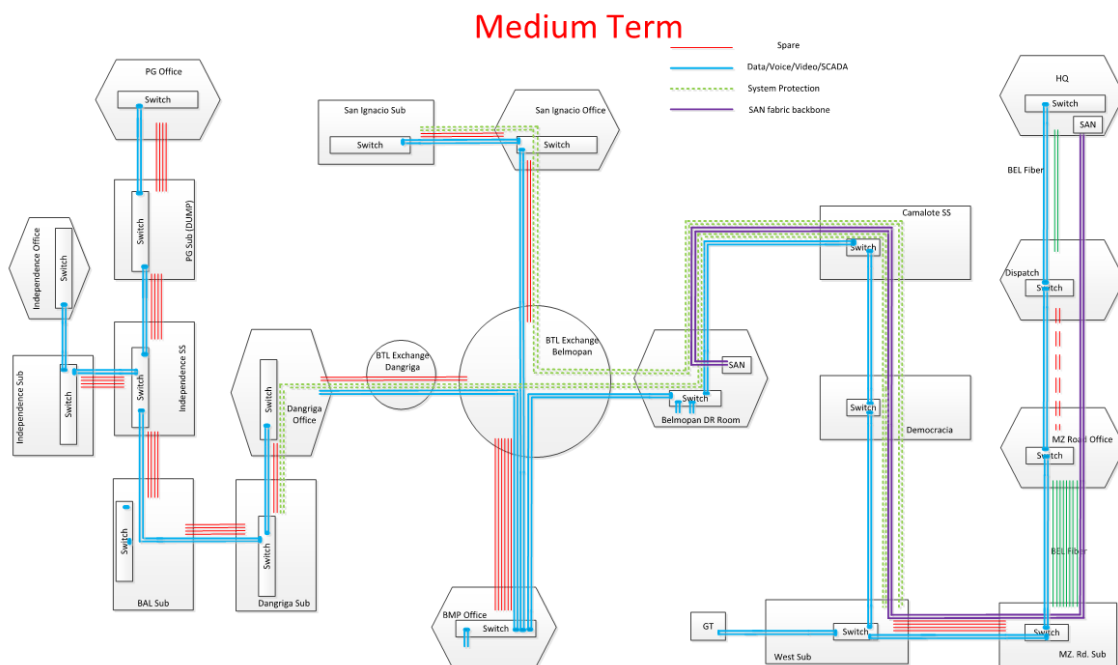 Medium Term
Spare
Data/Voice/Video/SCADA
System Protection
SAN fabric backbone
PG Office
Switch
San Ignacio Sub
Switch
San Ignacio Office
Switch
HQ
Switch
SAN
BEL Fiber
PG Sub (DUMP)
Switch
Independence Office
Switch
Camalote SS
Switch
Dispatch
Switch
Independence Sub
Switch
Independence SS
Switch
Dangriga Office
Switch
BTL Exchange
Dangriga
BTL Exchange
Belmopan
SAN
Switch
Belmopan DR Room
Switch
Democracia
MZ Road Office
Switch
BEL Fiber
Switch
BAL Sub
Switch
Dangriga Sub
BMP Office
Switch
GT
Switch
West Sub
Switch
MZ. Rd. Sub